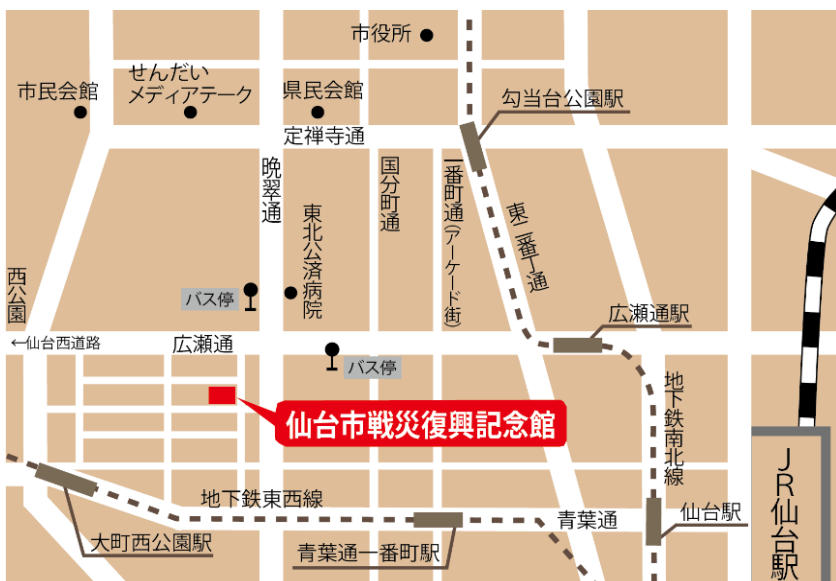 市役所
市民会館
せんだい
メディアテーク
県民会館
勾当台公園駅
定禅寺通
晩翠通
国分町通
一番町通(アーケード街)
東二番丁通
東北公済病院
西公園
バス停
広瀬通駅
←仙台西道路
広瀬通
バス停
地下鉄南北線
仙台市戦災復興記念館
JR仙台駅
地下鉄東西線
青葉通
仙台駅
大町西公園駅
青葉通一番町駅